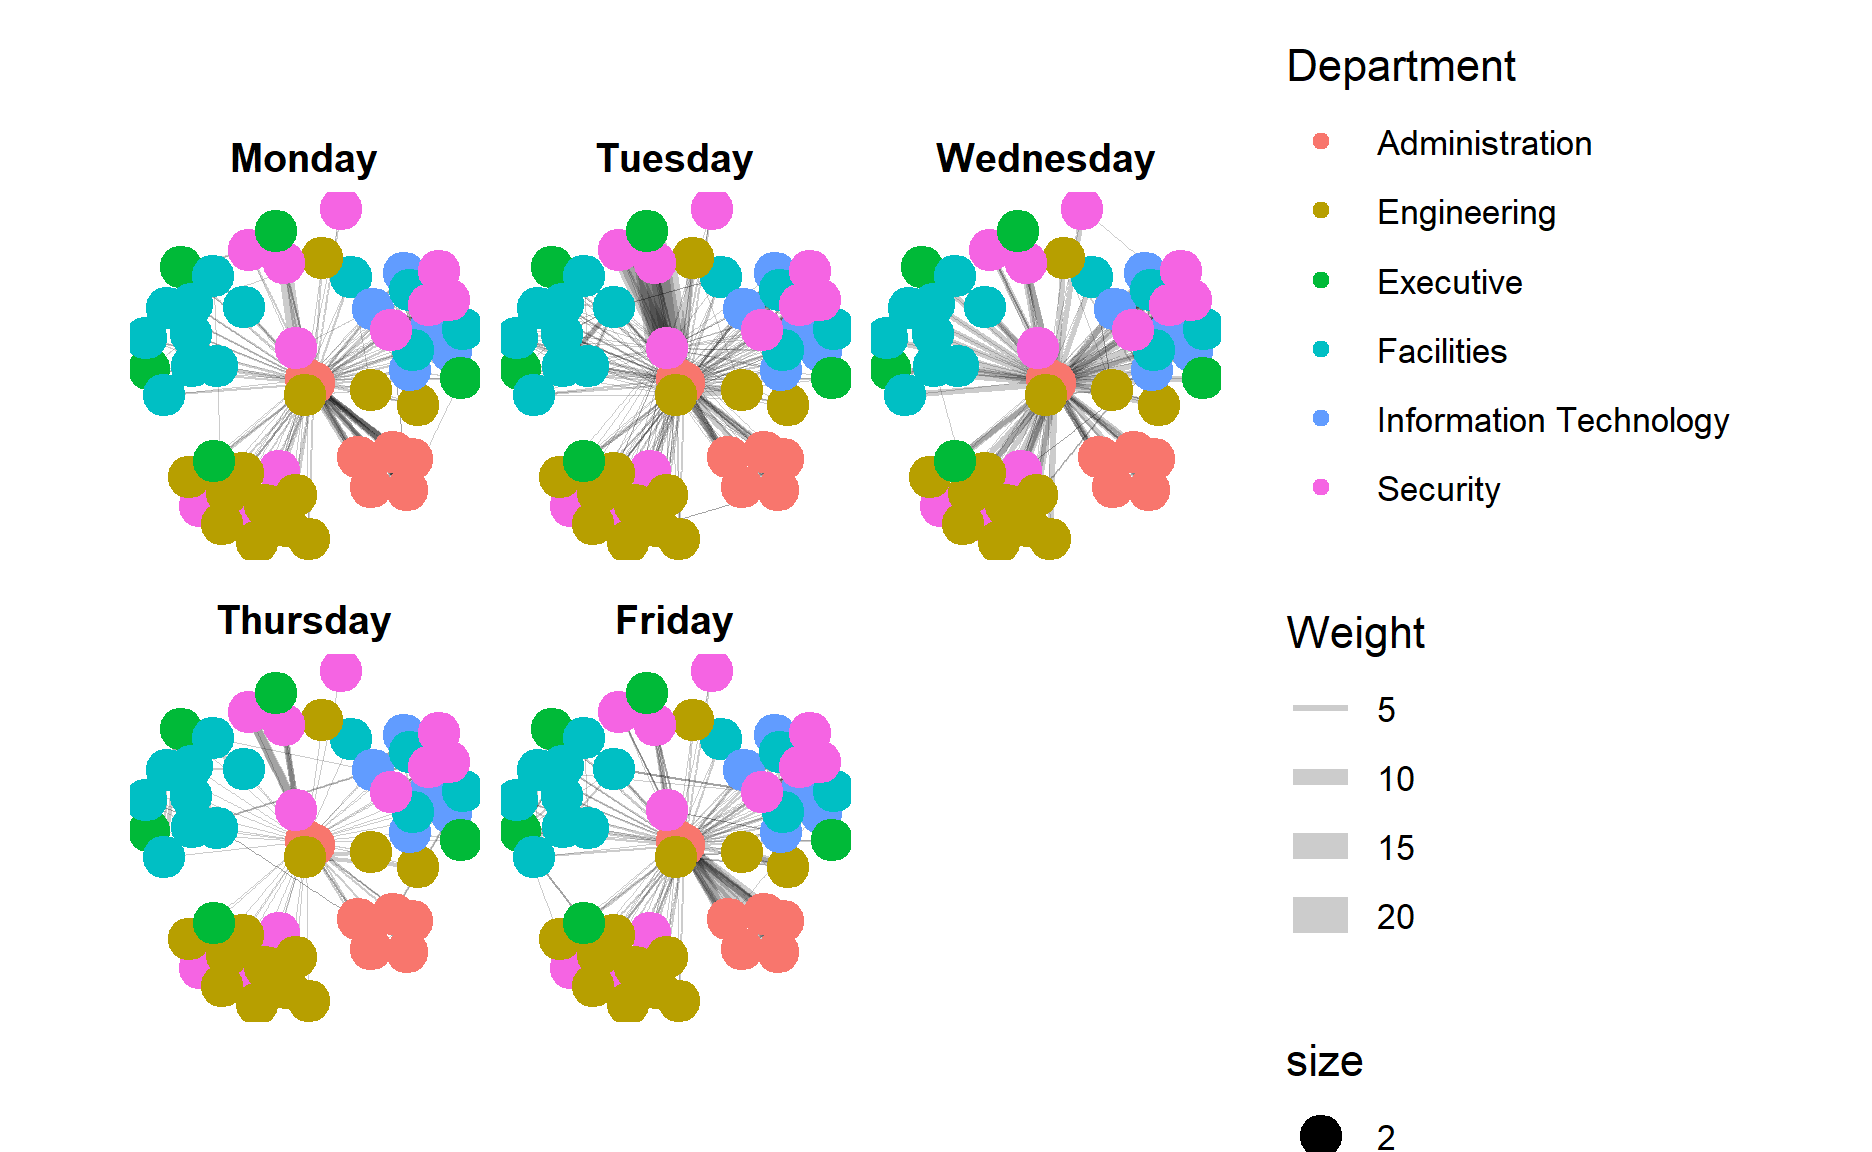 Department
Administration
Engineering
Executive
Facilities
Information Technology
Security
Monday
Tuesday
Wednesday
Thursday
Friday
Weight
5
10
15
20
size
2